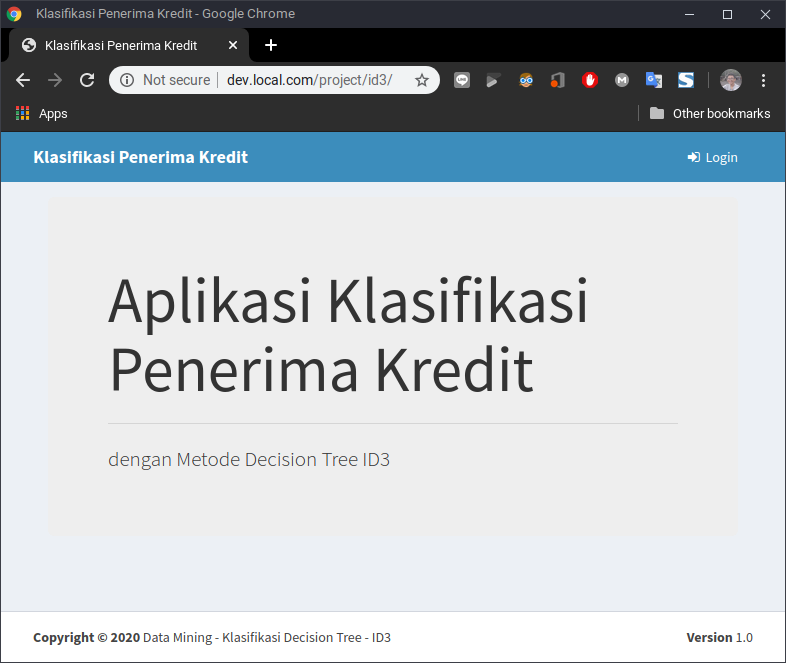 Klasifikasi Penerima Kredit - Google Chrome
Klasifikasi Penerima Kredit
Not secure | dev.local.com/project/id3/
Apps
Other bookmarks
Klasifikasi Penerima Kredit
Login
Aplikasi Klasifikasi
Penerima Kredit
dengan Metode Decision Tree ID3
Copyright © 2020 Data Mining - Klasifikasi Decision Tree - ID3
Version 1.0